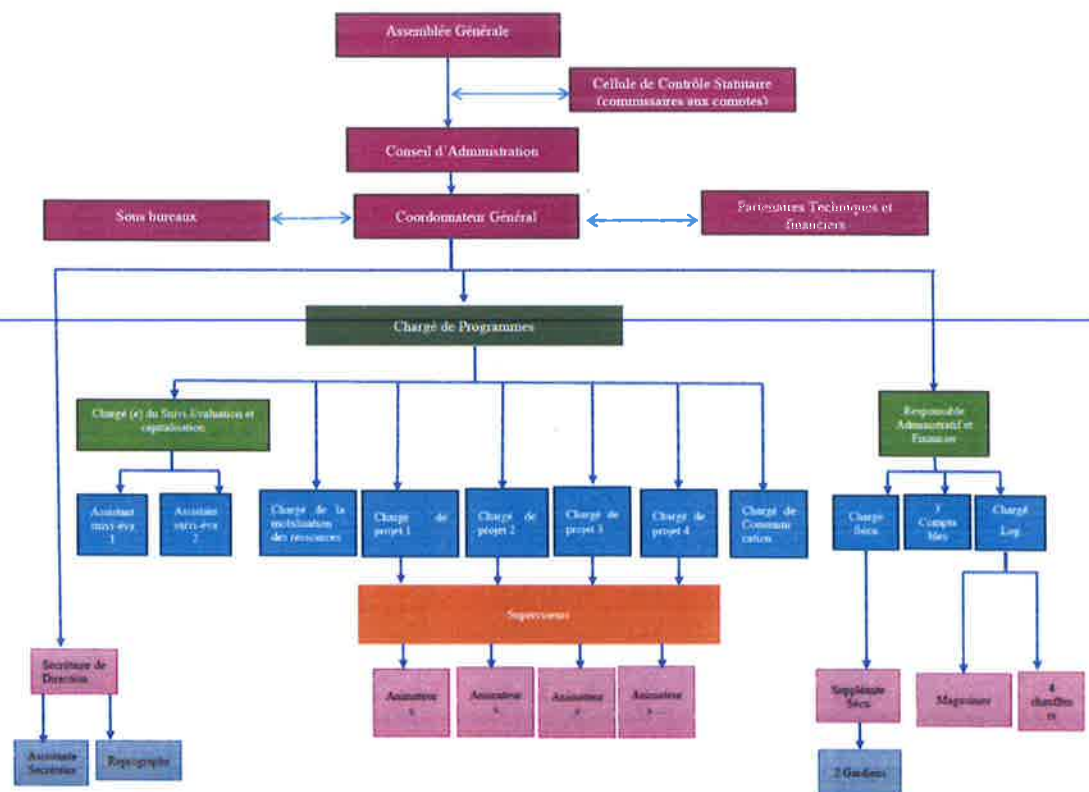 Assemblée Générale
Cellule de Contrôle Statutaire
(commissaires aux comptes)
Conseil d'Administration
Sous bureaux
Coordonnateur Général
Partenaires Techniques et
financiers
Chargé de Programmes
Chargé (e) du Suivi-Evaluation et
capitalisation
Responsable
Administratif et
Financier
Assistant
suivi-éva
1
Assistant
suivi-éva
2
Chargé de la
mobilisation
des ressources
Chargé de
projet 1
Chargé de
projet 2
Chargé de
projet 3
Chargé de
projet 4
Chargé de
Communi
cation
Chargé
Sécu.
Compta
bles
Chargé
Log.
Superviseurs
Secrétaire de
Direction
Animateur
s
Animateur
s
Animateur
s
Animateur
s
Suppléante
Sécu
Magasinier
4
chauffeu
rs
Assistante
Secrétaire
Reprographe
2 Gardiens